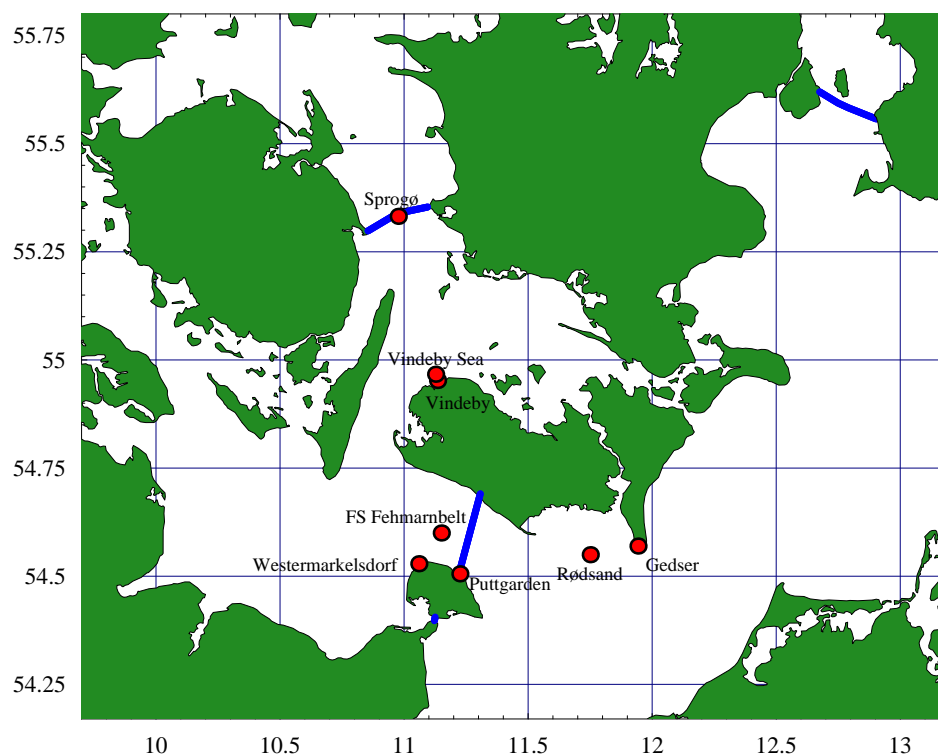 55.75
55.5
Sprogø
55.25
55
Vindeby Sea
Vindeby
54.75
FS Fehmarnbelt
Westermarkelsdorf
Rødsand
Gedser
Puttgarden
54.5
54.25
10
10.5
11
11.5
12
12.5
13